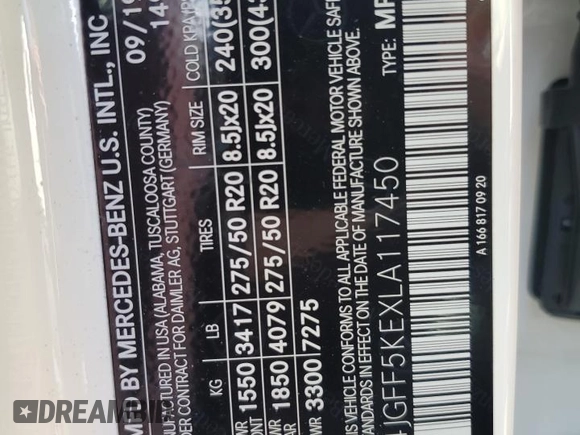 MFD BY MERCEDES-BENZ U.S. INTL., INC
09/19
MANUFACTURED IN USA (ALABAMA, TUSCALOOSA COUNTY)
UNDER CONTRACT FOR DAIMLER AG, STUTTGART (GERMANY)
KG LB TIRES RIM SIZE COLD KPA/P
1550 3417 275/50 R20 8.5Jx20 240(35
1850 4079 275/50 R20 8.5Jx20 300(4
3300 7275
THIS VEHICLE CONFORMS TO ALL APPLICABLE FEDERAL MOTOR VEHICLE SAFE
IN EFFECT ON THE DATE OF MANUFACTURE SHOWN ABOVE.
JGFF5KEXLA117450 TYPE: MP
A 166 817 09 20
DREAMBID